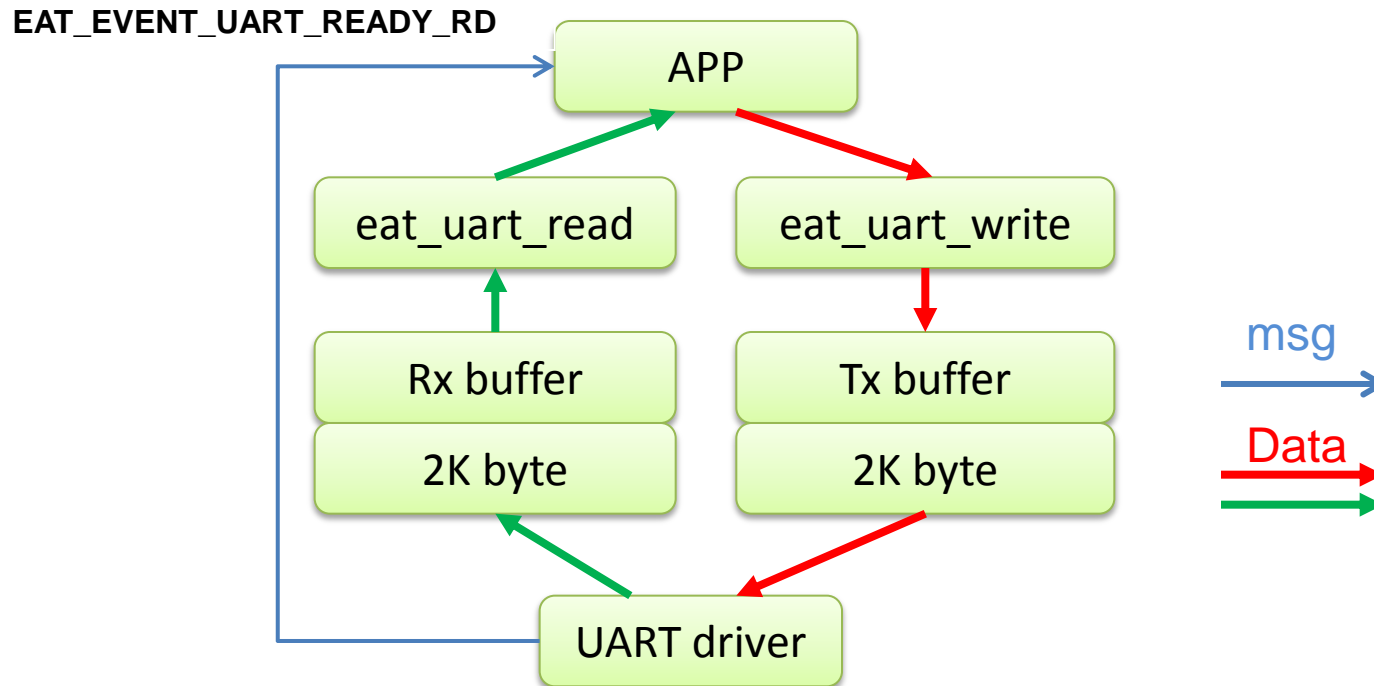 EAT_EVENT_UART_READY_RD
APP
eat_uart_read
eat_uart_write
Rx buffer
Tx buffer
2K byte
2K byte
UART driver
msg
Data